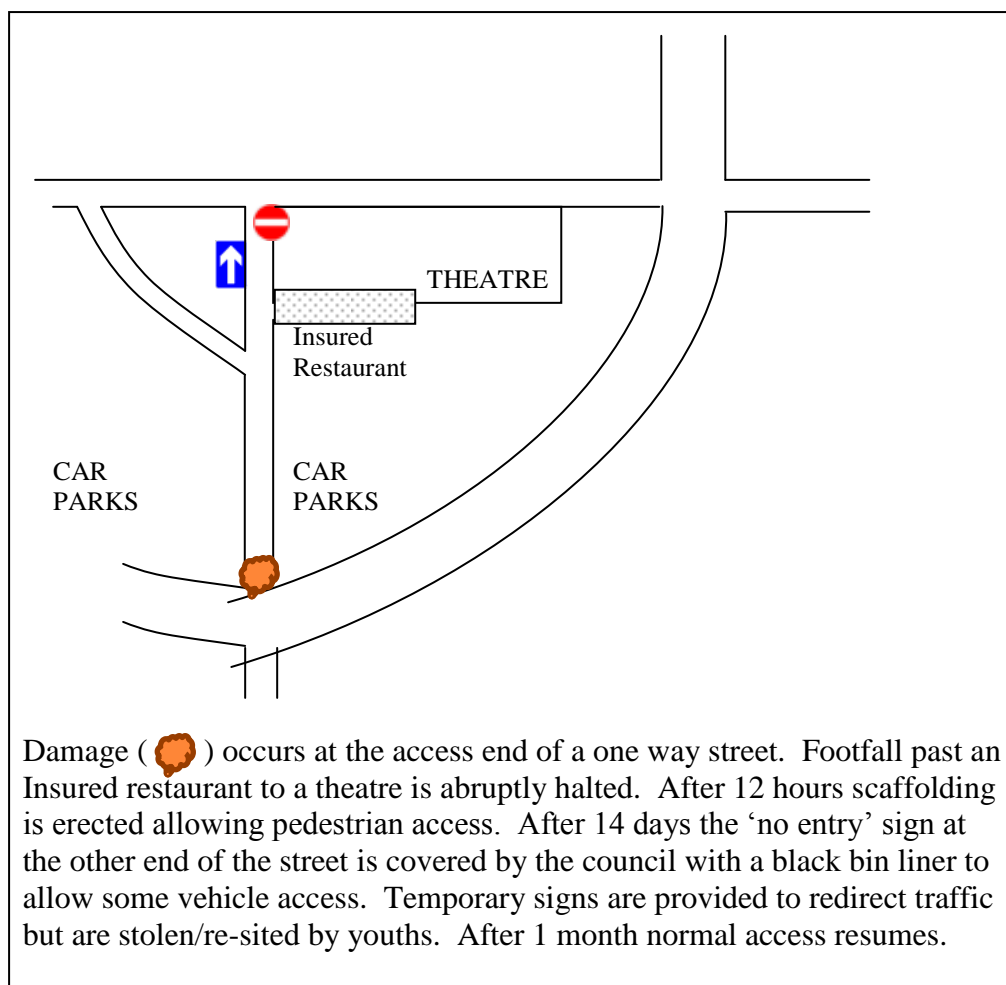 THEATRE
Insured
Restaurant
CAR
PARKS
CAR
PARKS
Damage ( ) occurs at the access end of a one way street. Footfall past an
Insured restaurant to a theatre is abruptly halted. After 12 hours scaffolding
is erected allowing pedestrian access. After 14 days the ‘no entry’ sign at
the other end of the street is covered by the council with a black bin liner to
allow some vehicle access. Temporary signs are provided to redirect traffic
but are stolen/re-sited by youths. After 1 month normal access resumes.